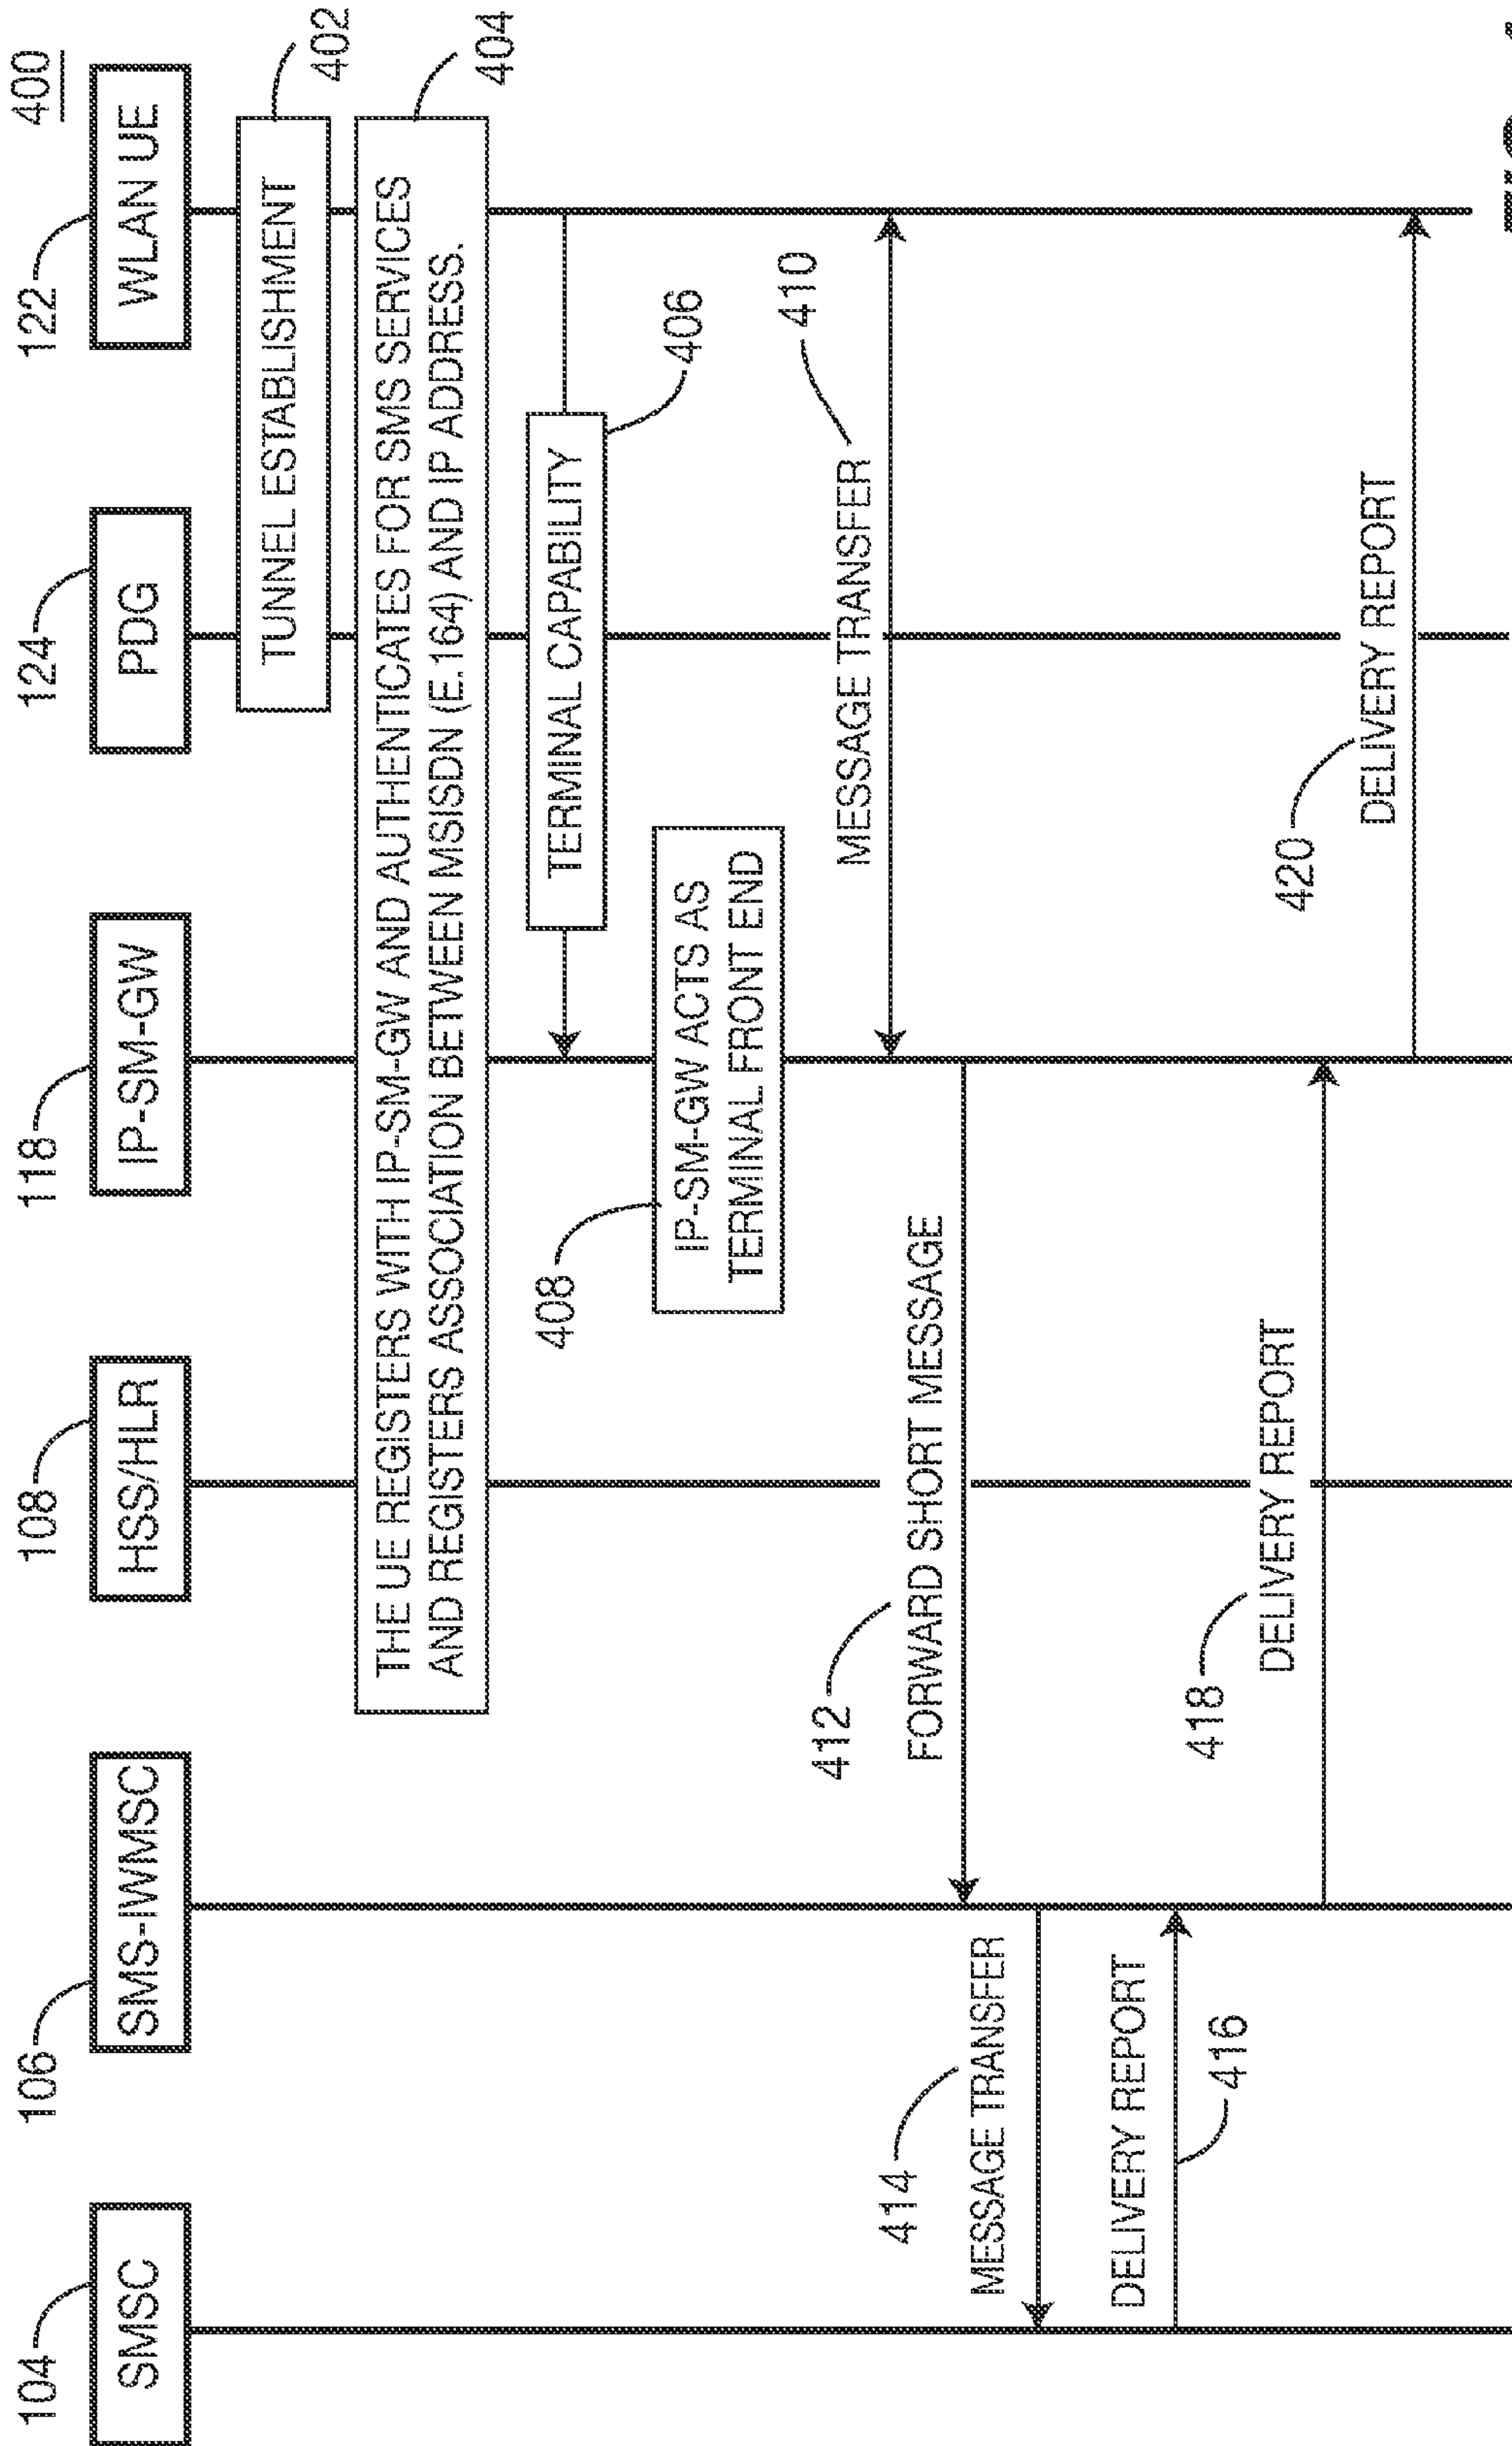 400
104
106
108
118
124
122
SMSC
SMS-IWMSC
HSS/HLR
IP-SM-GW
PDG
WLAN UE
TUNNEL ESTABLISHMENT
402
THE UE REGISTERS WITH IP-SM-GW AND AUTHENTICATES FOR SMS SERVICES
AND REGISTERS ASSOCIATION BETWEEN MSISDN (E.164) AND IP ADDRESS.
404
TERMINAL CAPABILITY
406
408
IP-SM-GW ACTS AS
TERMINAL FRONT END
410
MESSAGE TRANSFER
412
FORWARD SHORT MESSAGE
414
MESSAGE TRANSFER
DELIVERY REPORT
416
418
DELIVERY REPORT
420
DELIVERY REPORT